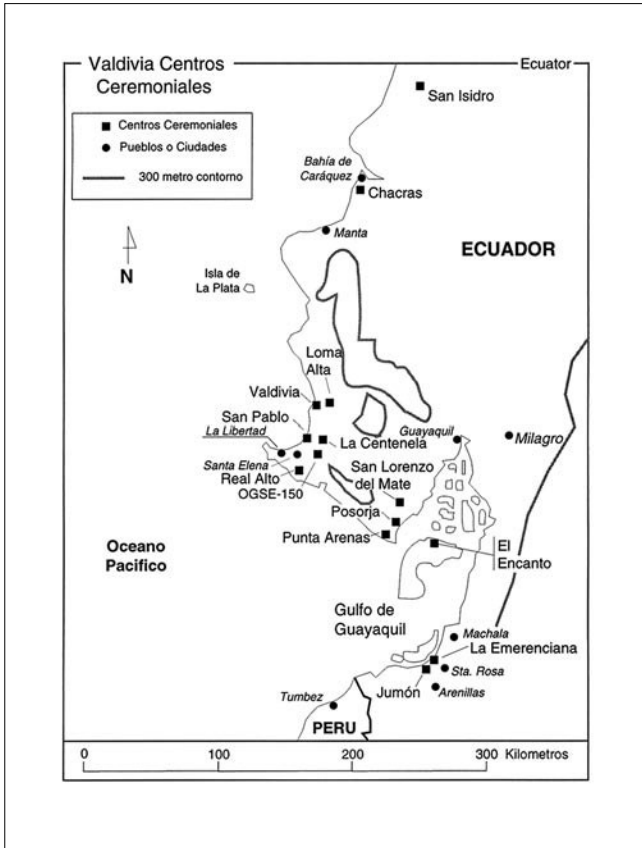 Valdivia Centros
Ceremoniales
Ecuator
San Isidro
Centros Ceremoniales
Pueblos o Ciudades
300 metro contorno
Bahía de
Caráquez
Chacras
Manta
ECUADOR
N
Isla de
La Plata
Loma
Alta
Valdivia
San Pablo
La Libertad
La Centenela
Guayaquil
Milagro
Santa Elena
San Lorenzo
del Mate
Real Alto
OGSE-150
Posorja
Punta Arenas
El
Encanto
Oceano
Pacifico
Gulfo de
Guayaquil
Machala
La Emerenciana
Sta. Rosa
Jumón
Arenillas
Tumbez
PERU
0
100
200
300 Kilometros